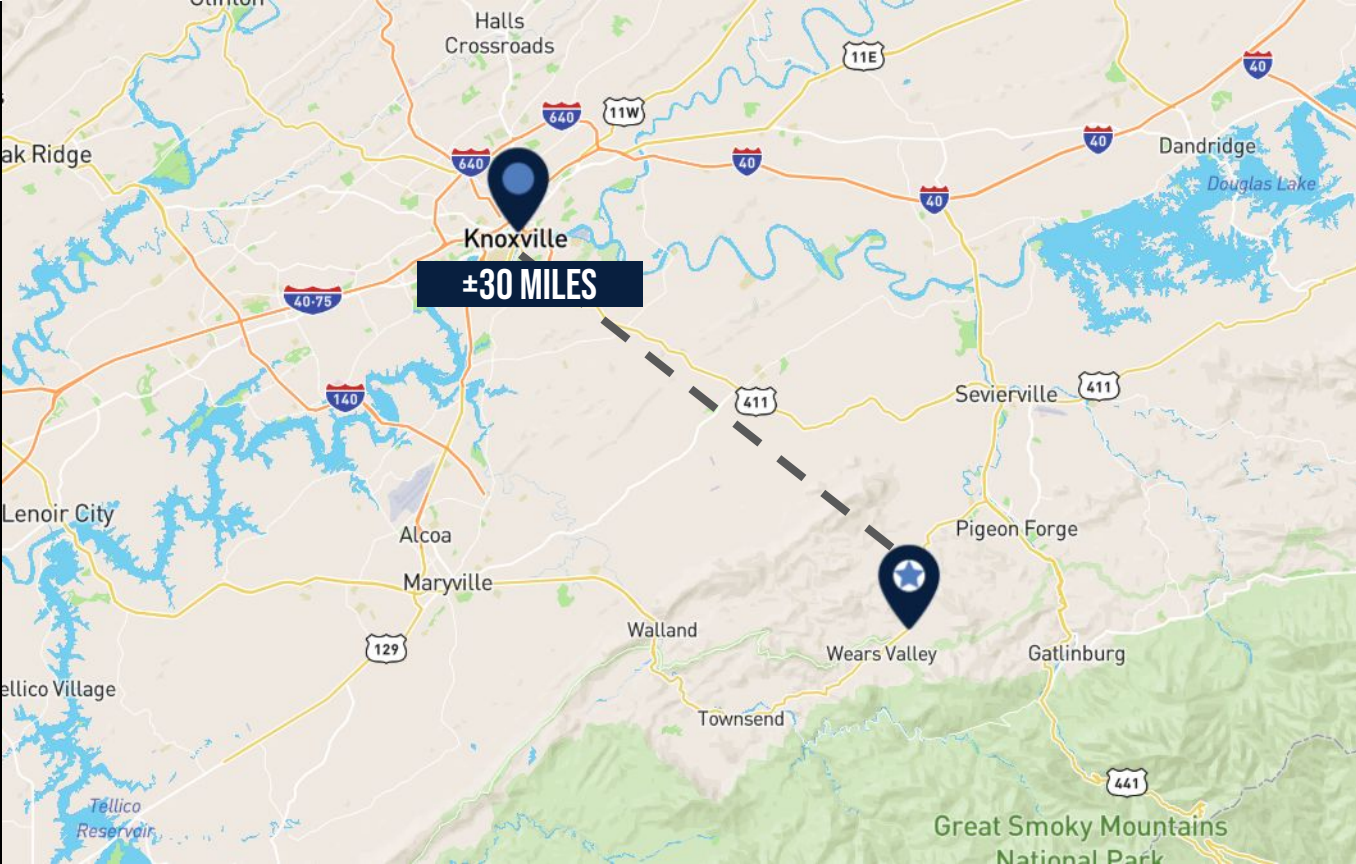 Clinton
Halls
Crossroads
11E
40
640
11W
ak Ridge
640
40
40
Dandridge
Douglas Lake
40
Knoxville
±30 MILES
40-75
140
411
Sevierville
411
Lenoir City
Alcoa
Pigeon Forge
Maryville
Walland
129
Wears Valley
Gatlinburg
ellico Village
Townsend
441
Tellico
Reservoir
Great Smoky Mountains
National Park